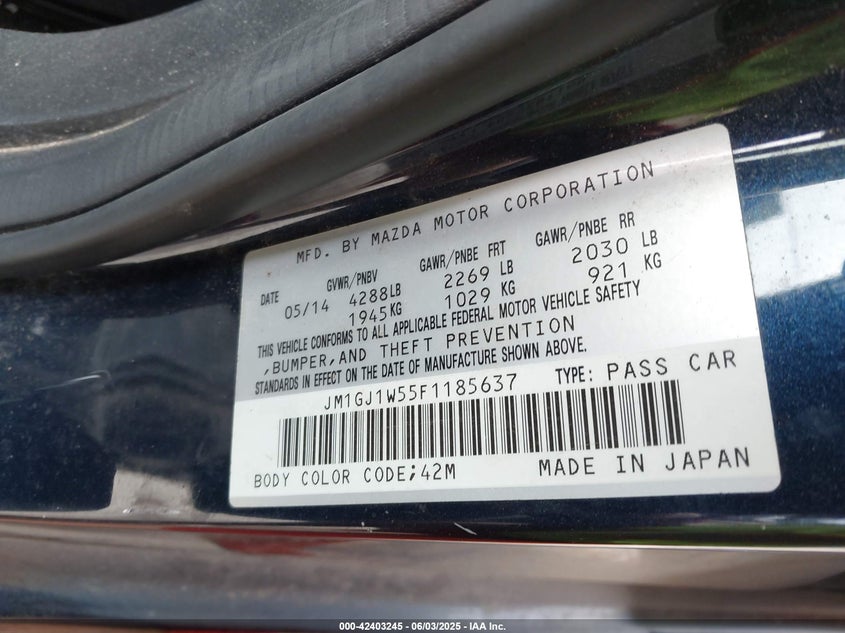 MFD. BY MAZDA MOTOR CORPORATION
DATE GVWR/PNBV GAWR/PNBE FRT GAWR/PNBE RR
05/14 4288LB 2269 LB 2030 LB
1945KG 1029 KG 921 KG
THIS VEHICLE CONFORMS TO ALL APPLICABLE FEDERAL MOTOR VEHICLE SAFETY
,BUMPER,AND THEFT PREVENTION
STANDARDS IN EFFECT ON THE DATE OF MANUFACTURE SHOWN ABOVE.
JM1GJ1W55F1185637 TYPE: PASS CAR
BODY COLOR CODE;42M MADE IN JAPAN
000-42403245 - 06/03/2025 - IAA Inc.